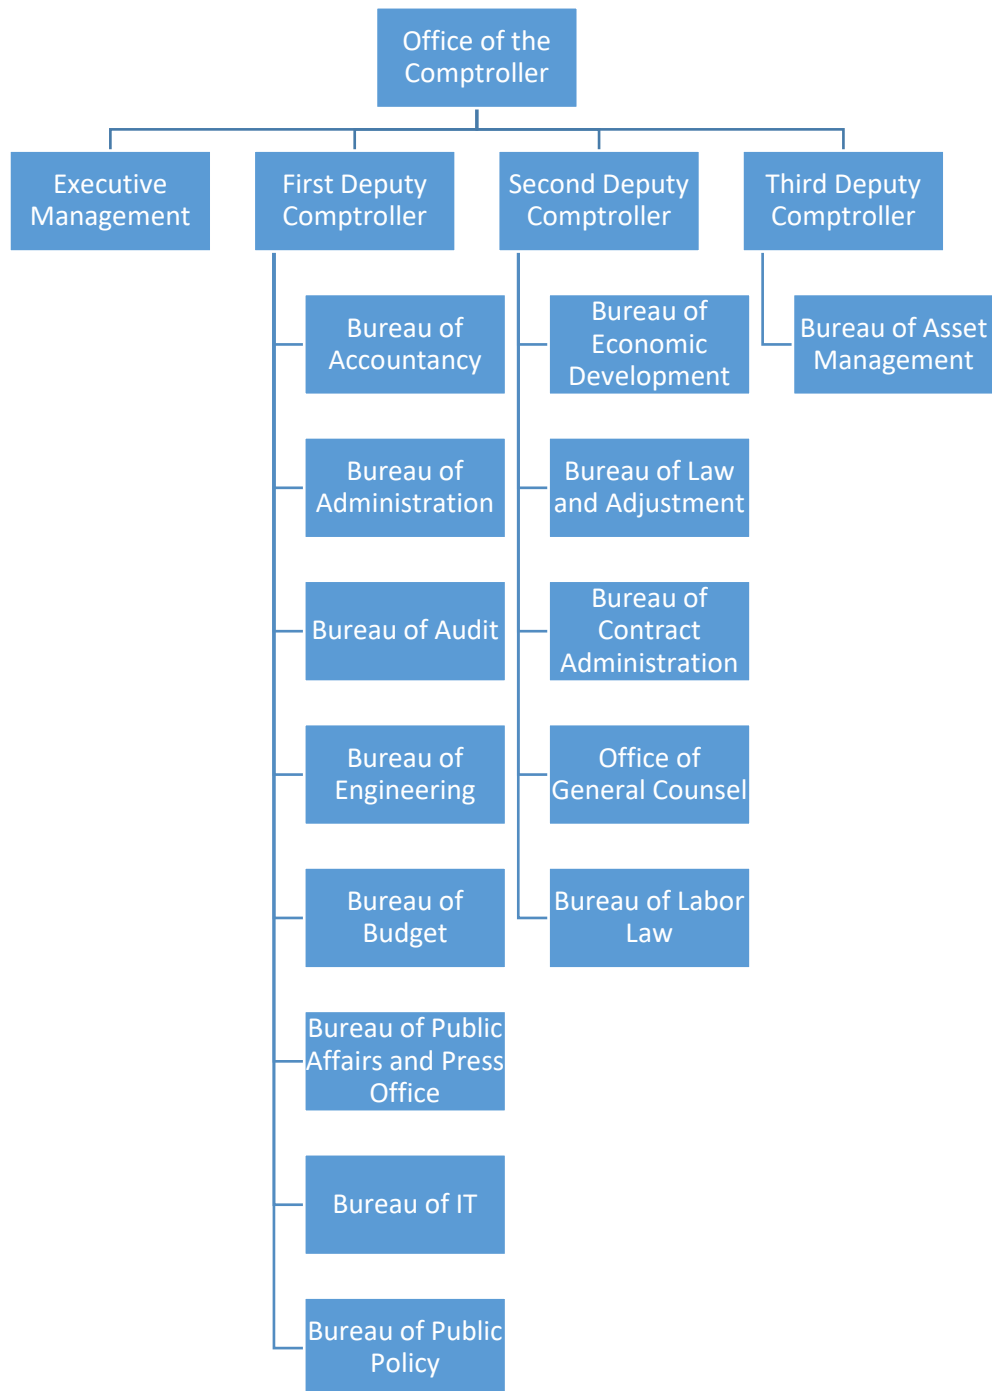 Office of the
Comptroller
Executive
Management
First Deputy
Comptroller
Second Deputy
Comptroller
Third Deputy
Comptroller
Bureau of
Accountancy
Bureau of
Administration
Bureau of Audit
Bureau of
Engineering
Bureau of
Budget
Bureau of Public
Affairs and Press
Office
Bureau of IT
Bureau of Public
Policy
Bureau of
Economic
Development
Bureau of Law
and Adjustment
Bureau of
Contract
Administration
Office of
General Counsel
Bureau of Labor
Law
Bureau of Asset
Management